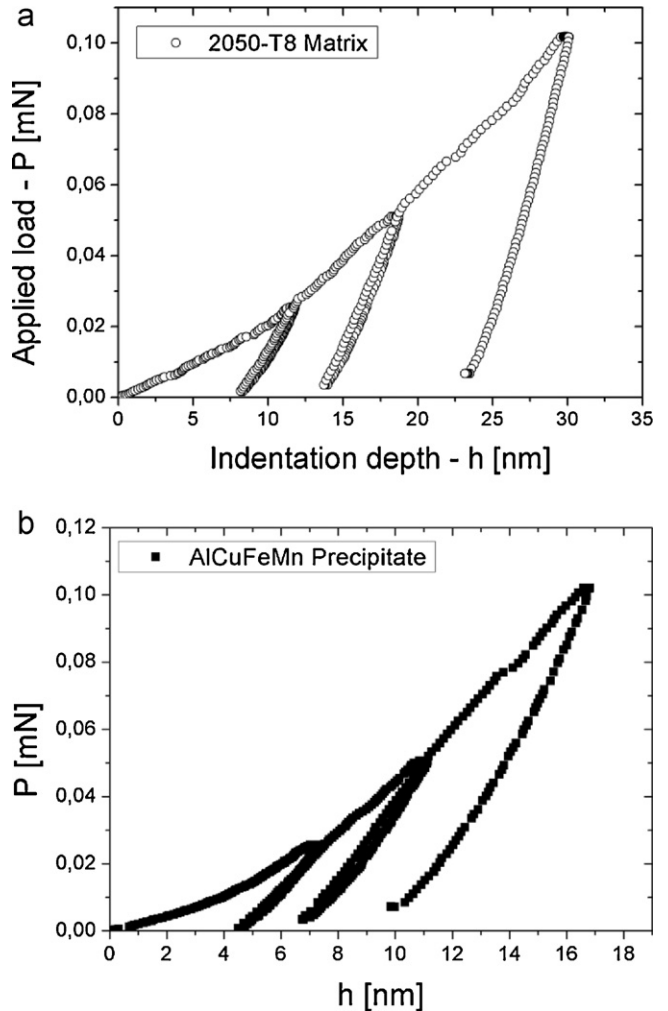 a
2050-T8 Matrix
Applied load - P [mN]
0,10
0,08
0,06
0,04
0,02
0,00
0 5 10 15 20 25 30 35
Indentation depth - h [nm]
b
AlCuFeMn Precipitate
P [mN]
0,12
0,10
0,08
0,06
0,04
0,02
0,00
0 2 4 6 8 10 12 14 16 18
h [nm]